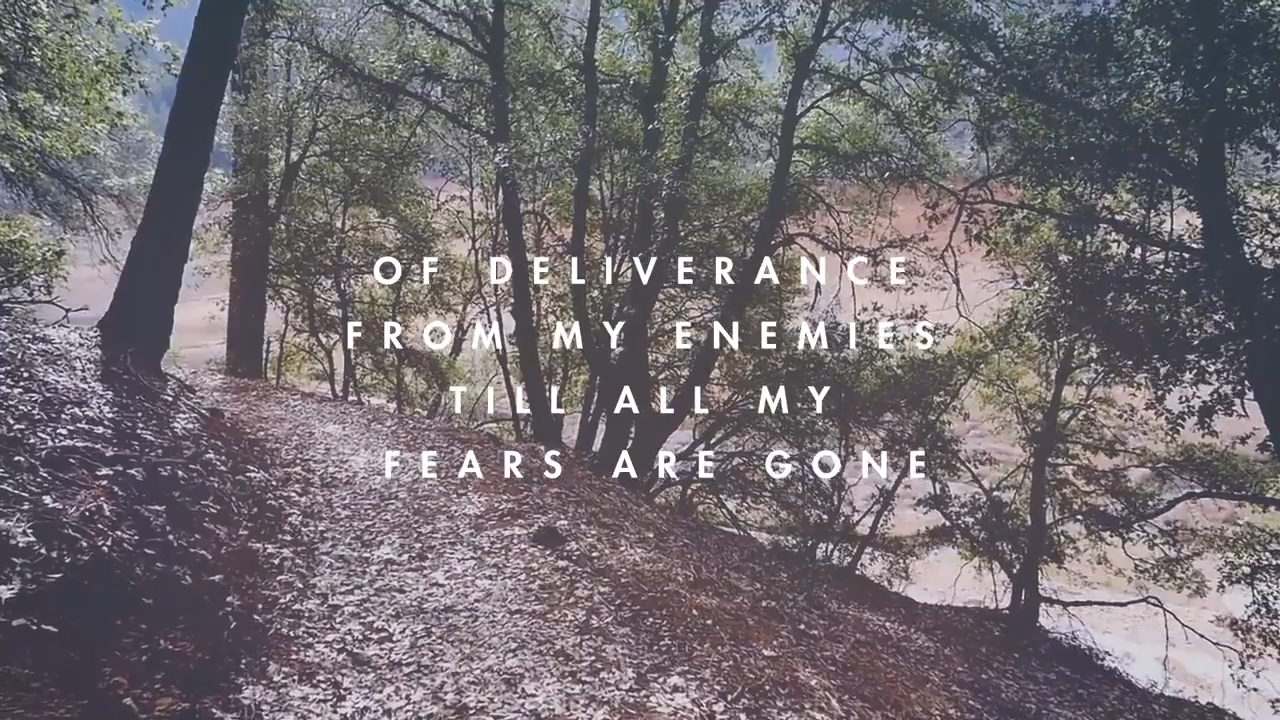 OF DELIVERANCE
FROM MY ENEMIES
TILL ALL MY
FEARS ARE GONE